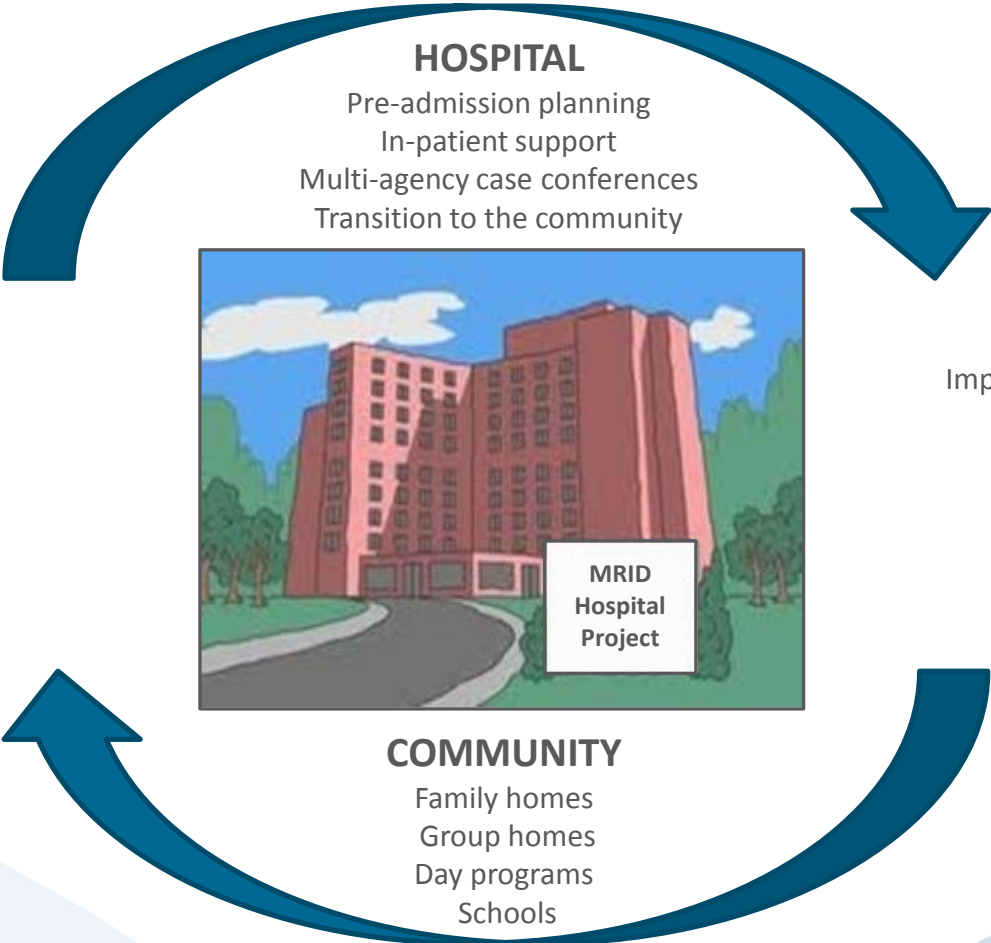 HOSPITAL
Pre-admission planning
In-patient support
Multi-agency case conferences
Transition to the community
Imp
MRID
Hospital
Project
COMMUNITY
Family homes
Group homes
Day programs
Schools